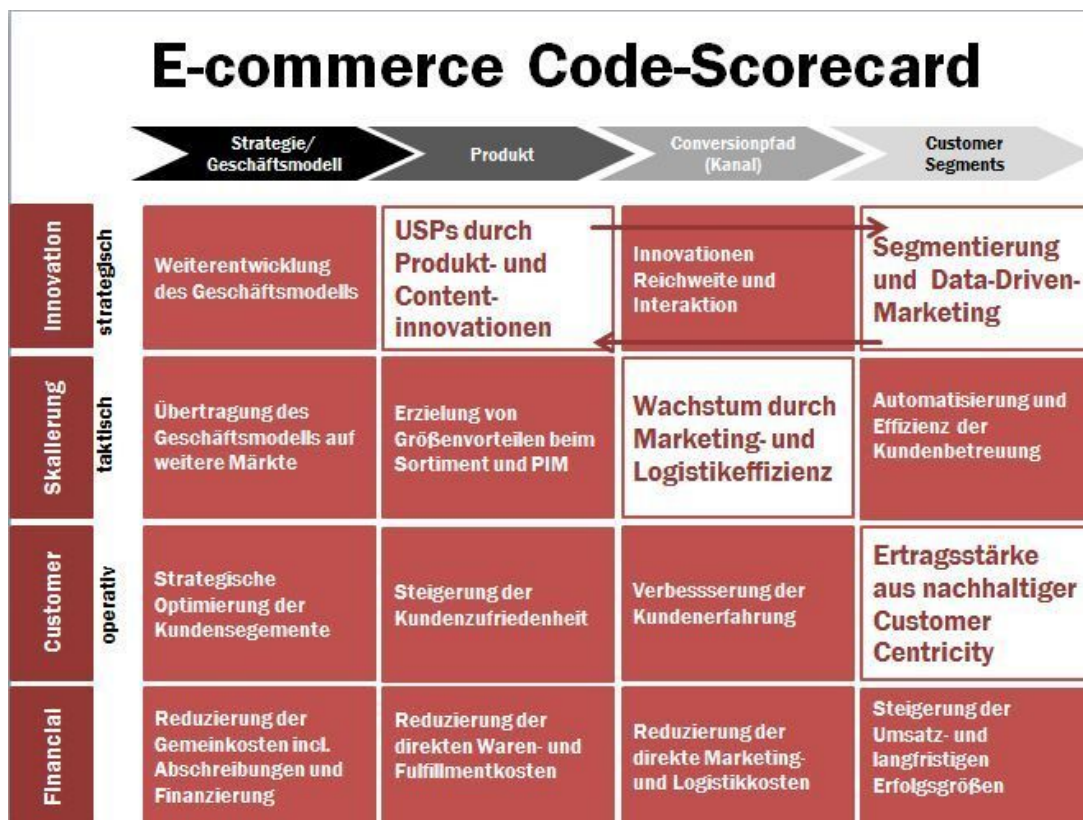 E-commerce Code-Scorecard
Strategie/
Geschäftsmodell
Produkt
Conversionpfad
(Kanal)
Customer
Segments
Innovation
strategisch
Weiterentwicklung
des Geschäftsmodells
USPs durch
Produkt- und
Content-
innovationen
Innovationen
Reichweite und
Interaktion
Segmentierung
und Data-Driven-
Marketing
Skallerung
taktisch
Übertragung des
Geschäftsmodells auf
weitere Märkte
Erzielung von
Größenvorteilen beim
Sortiment und PIM
Wachstum durch
Marketing- und
Logistikeffizienz
Automatisierung und
Effizienz der
Kundenbetreuung
Customer
operativ
Strategische
Optimierung der
Kundensegemente
Steigerung der
Kundenzufriedenheit
Verbessserung der
Kundenerfahrung
Ertragsstärke
aus nachhaltiger
Customer
Centricity
Financial
Reduzierung der
Gemeinkosten incl.
Abschreibungen und
Finanzierung
Reduzierung der
direkten Waren- und
Fulfillmentkosten
Reduzierung der
direkte Marketing-
und Logistikkosten
Steigerung der
Umsatz- und
langfristigen
Erfolgsgrößen